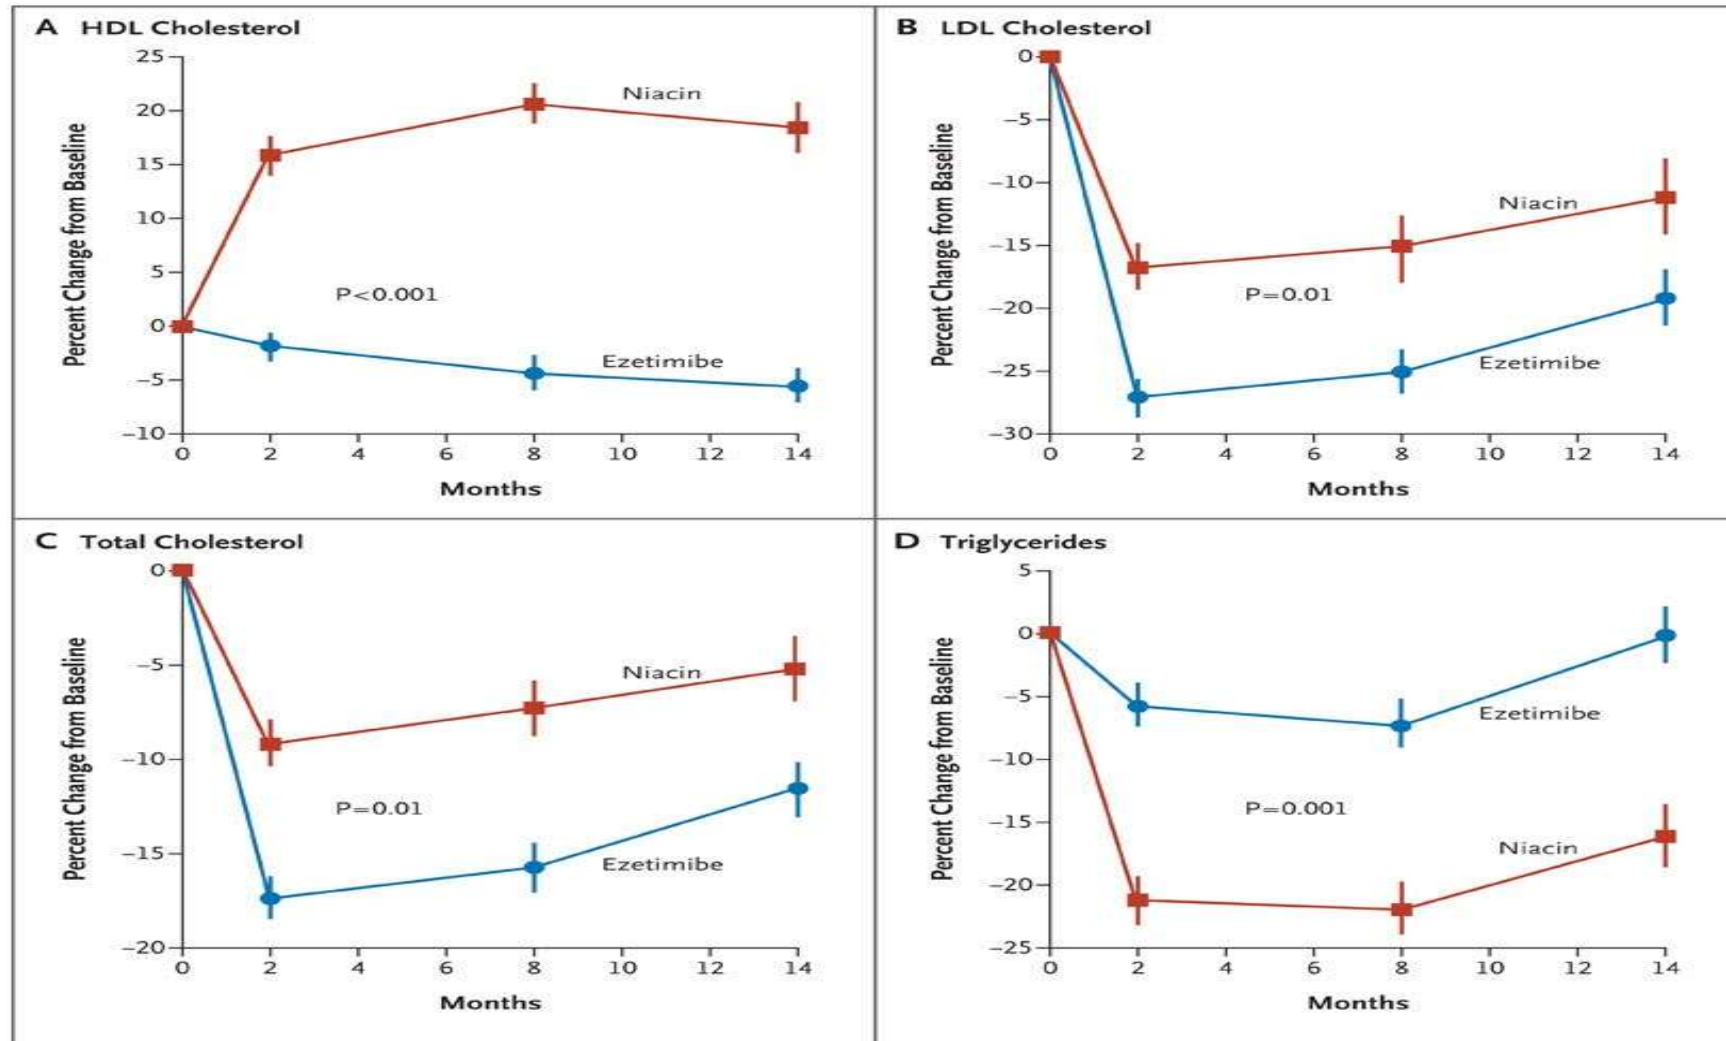 A HDL Cholesterol
25
20
15
10
5
0
–5
–10
Percent Change from Baseline
Niacin
P<0.001
Ezetimibe
0 2 4 6 8 10 12 14
Months
B LDL Cholesterol
0
–5
–10
–15
–20
–25
–30
Percent Change from Baseline
Niacin
P=0.01
Ezetimibe
0 2 4 6 8 10 12 14
Months
C Total Cholesterol
0
–5
–10
–15
–20
Percent Change from Baseline
Niacin
P=0.01
Ezetimibe
0 2 4 6 8 10 12 14
Months
D Triglycerides
5
0
–5
–10
–15
–20
–25
Percent Change from Baseline
Ezetimibe
P=0.001
Niacin
0 2 4 6 8 10 12 14
Months